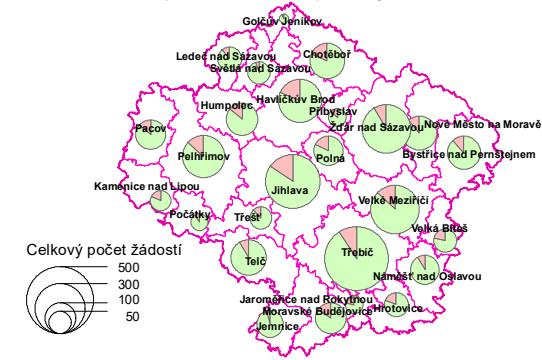 Golčův Jeníkov
Ledeč nad Sázavou
Chotěboř
Světlá nad Sázavou
Havlíčkův Brod
Humpolec
Přibyslav
Pacov
Žďár nad Sázavou
Nové Město na Moravě
Pelhřimov
Polná
Bystřice nad Pernštejnem
Kamenice nad Lipou
Jihlava
Velké Meziříčí
Počátky
Třešť
Velká Bíteš
Celkový počet žádostí
500
300
100
50
Telč
Třebíč
Náměšť nad Oslavou
Jaroměřice nad Rokytnou
Moravské Budějovice
Hrotovice
Jemnice